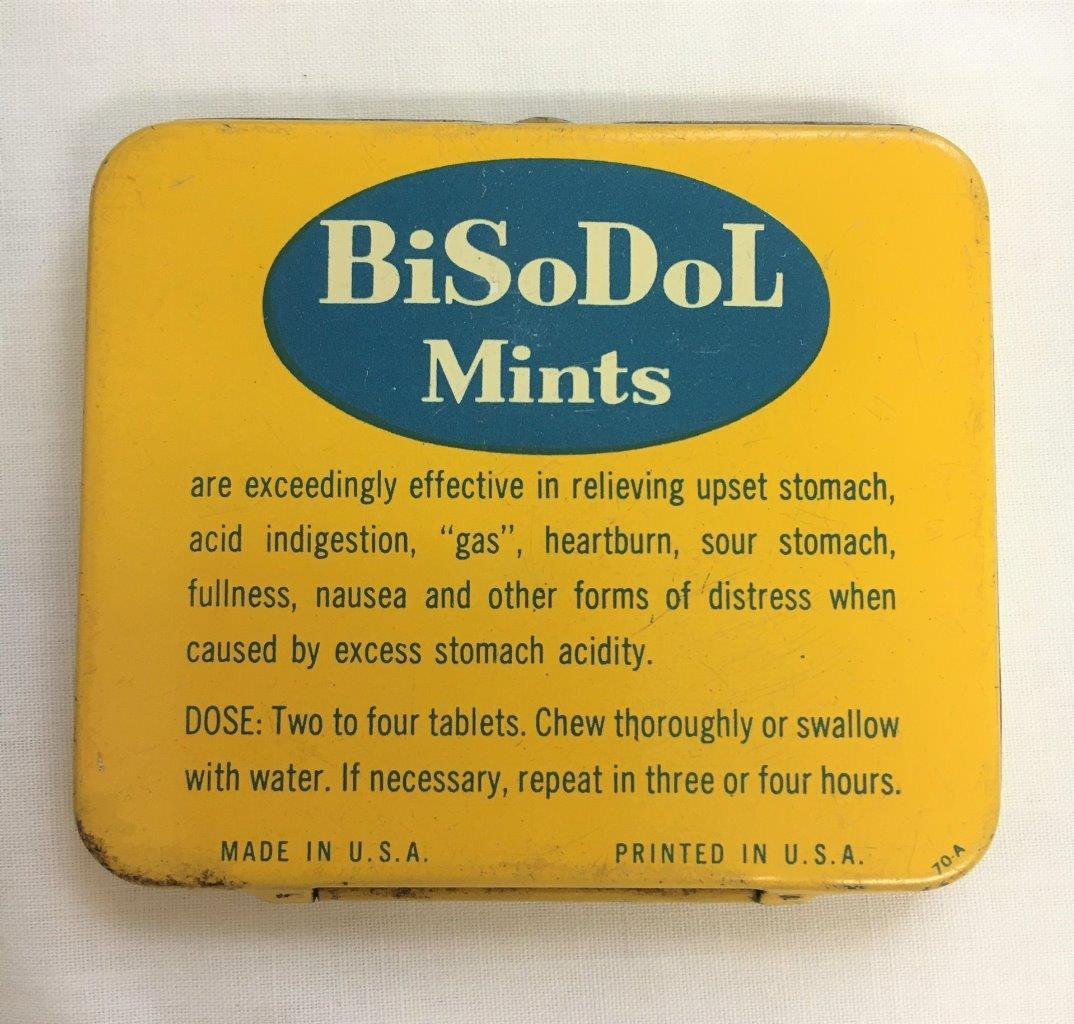 BiSoDoL
Mints
are exceedingly effective in relieving upset stomach,
acid indigestion, “gas”, heartburn, sour stomach,
fullness, nausea and other forms of distress when
caused by excess stomach acidity.
DOSE: Two to four tablets. Chew thoroughly or swallow
with water. If necessary, repeat in three or four hours.
MADE IN U.S.A. PRINTED IN U.S.A.
70-A